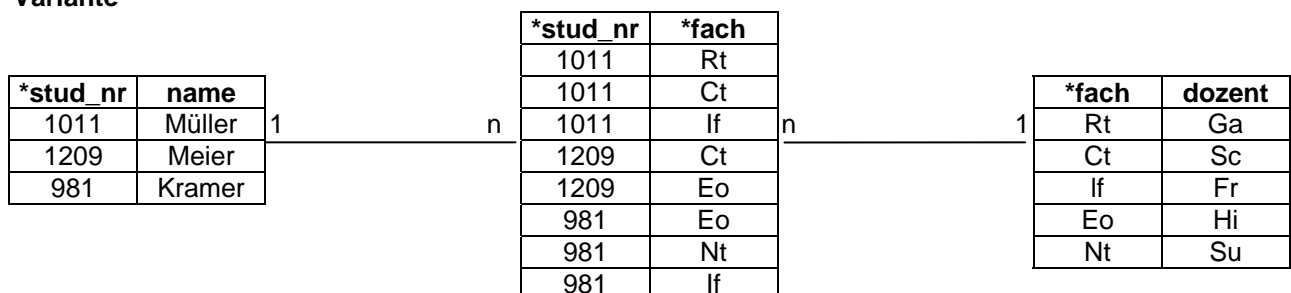 Variante
*stud_nr name
1011 Müller
1209 Meier
981 Kramer
1 n
*stud_nr *fach
1011 Rt
1011 Ct
1011 If
1209 Ct
1209 Eo
981 Eo
981 Nt
981 If
n 1
*fach dozent
Rt Ga
Ct Sc
If Fr
Eo Hi
Nt Su